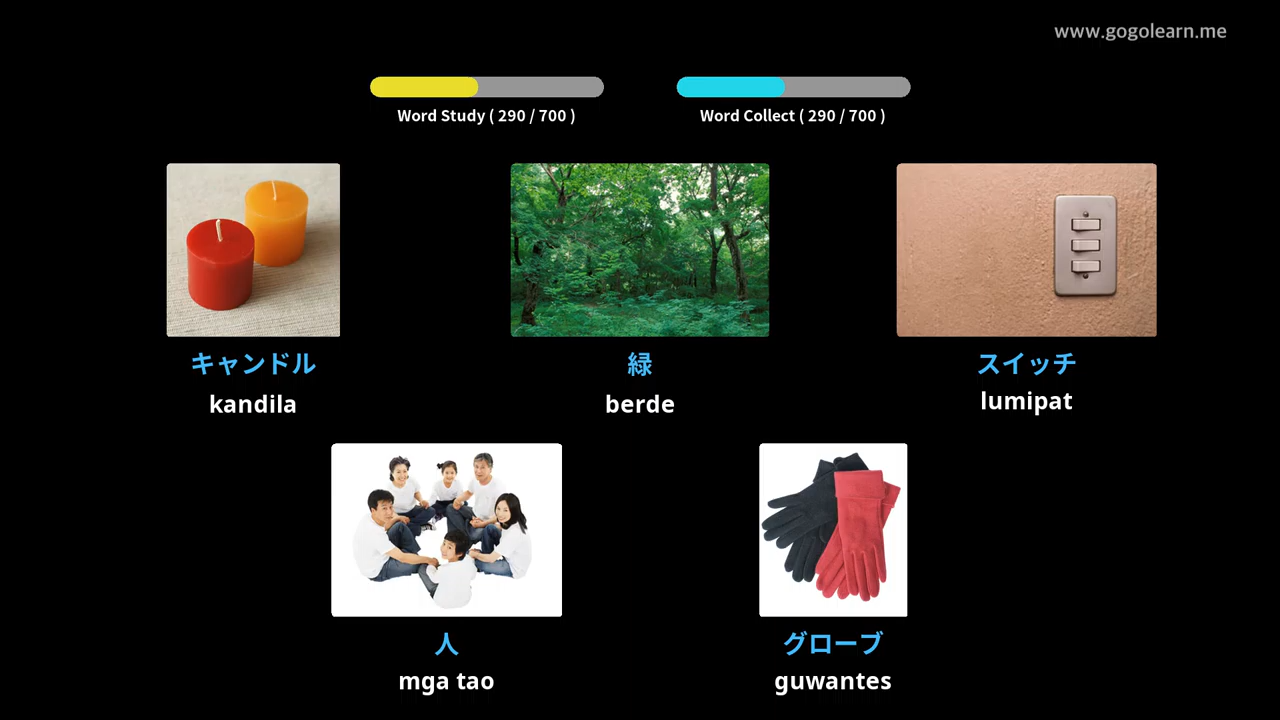 www.gogolearn.me
Word Study ( 290 / 700 )
Word Collect ( 290 / 700 )
キャンドル
kandila
緑
berde
スイッチ
lumipat
人
mga tao
グローブ
guwantes